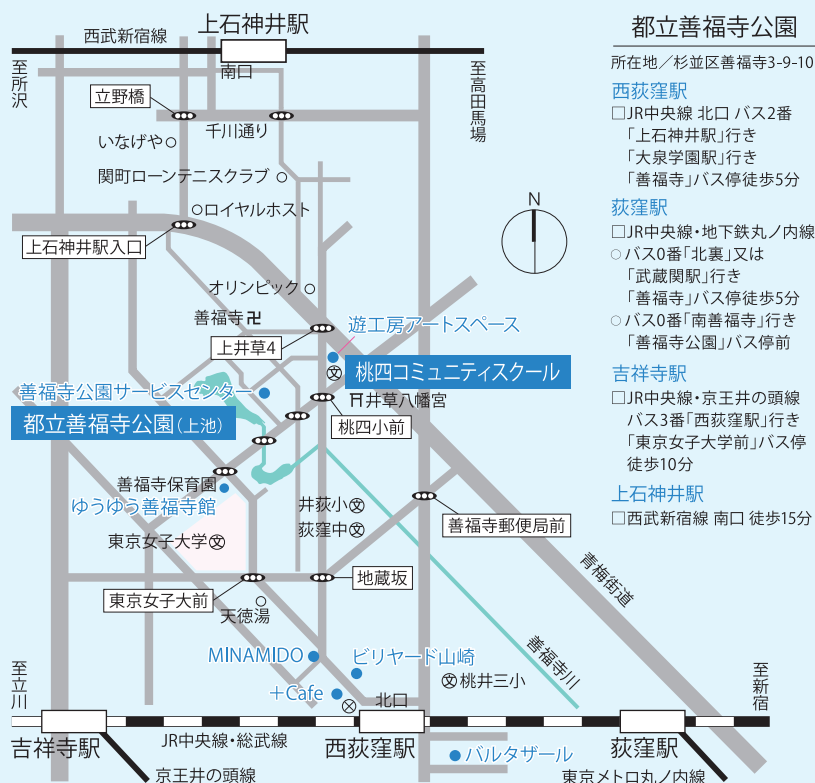 上石神井駅
西武新宿線
南口
至所沢
至高田馬場
立野橋
千川通り
いなげや
関町ローンテニスクラブ
ロイヤルホスト
上石神井駅入口
N
オリンピック
善福寺卍
上井草4
遊工房アートスペース
文
桃四コミュニティスクール
善福寺公園サービスセンター
井草八幡宮
都立善福寺公園(上池)
桃四小前
善福寺保育園
ゆうゆう善福寺館
井荻小文
荻窪中文
善福寺郵便局前
東京女子大学文
地蔵坂
東京女子大前
天徳湯
青梅街道
善福寺川
MINAMIDO
ビリヤード山崎
+Cafe
北口
文桃井三小
至立川
至新宿
吉祥寺駅
JR中央線・総武線
西荻窪駅
荻窪駅
バルタザール
京王井の頭線
東京メトロ丸ノ内線
都立善福寺公園
所在地／杉並区善福寺3-9-10
西荻窪駅
□JR中央線 北口 バス2番
「上石神井駅」行き
「大泉学園駅」行き
「善福寺」バス停徒歩5分
荻窪駅
□JR中央線・地下鉄丸ノ内線
○バス0番「北裏」又は
「武蔵関駅」行き
「善福寺」バス停徒歩5分
○バス0番「南善福寺」行き
「善福寺公園」バス停前
吉祥寺駅
□JR中央線・京王井の頭線
バス3番「西荻窪駅」行き
「東京女子大学前」バス停
徒歩10分
上石神井駅
□西武新宿線 南口 徒歩15分